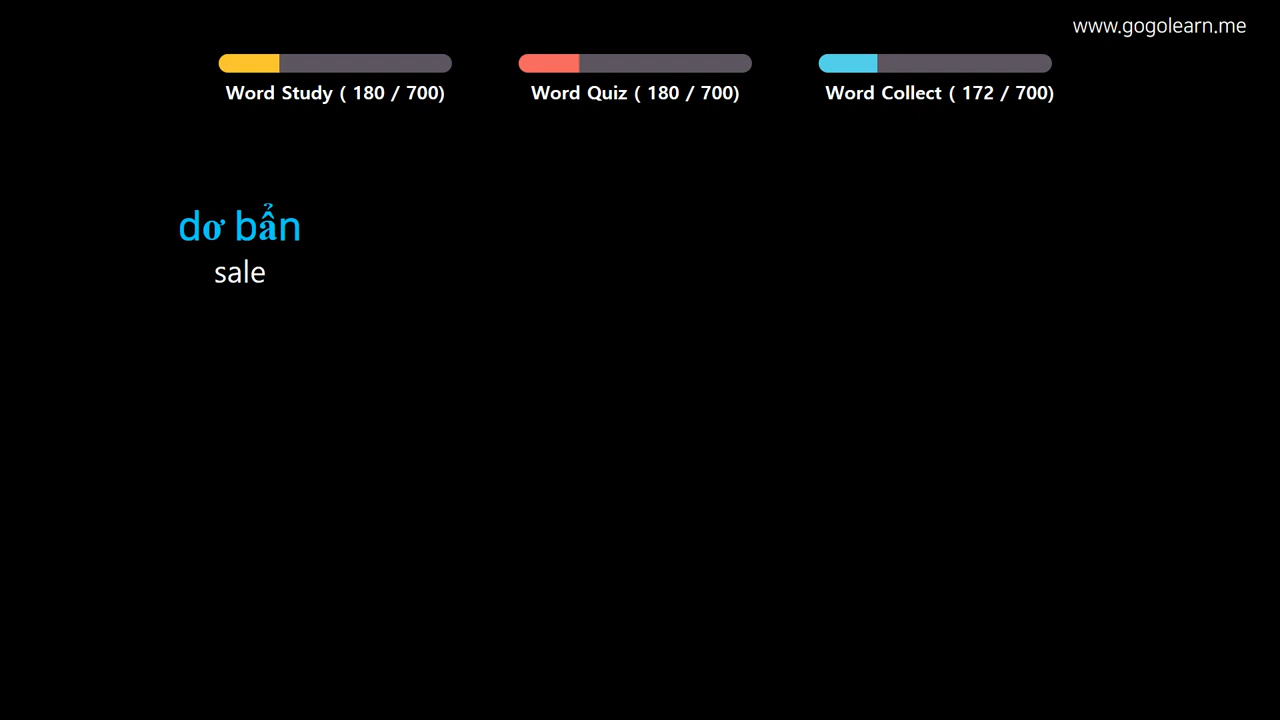 www.gogolearn.me
Word Study ( 180 / 700)
Word Quiz ( 180 / 700)
Word Collect ( 172 / 700)
dơ bẩn
sale